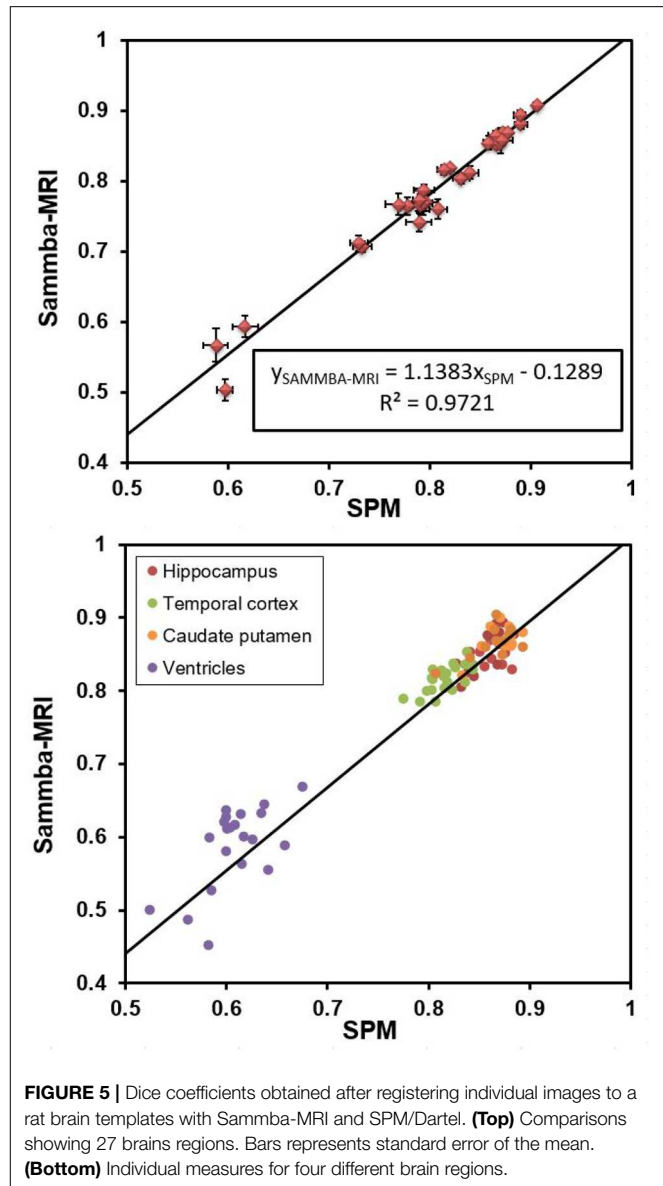 1
0.9
0.8
0.7
0.6
0.5
0.4
Sammba-MRI
y_SAMMBA-MRI = 1.1383x_SPM - 0.1289
R² = 0.9721
0.5 0.6 0.7 0.8 0.9 1
SPM
1
0.9
0.8
0.7
0.6
0.5
0.4
Sammba-MRI
Hippocampus
Temporal cortex
Caudate putamen
Ventricles
0.5 0.6 0.7 0.8 0.9 1
SPM
FIGURE 5 | Dice coefficients obtained after registering individual images to a
rat brain templates with Sammba-MRI and SPM/Dartel. (Top) Comparisons
showing 27 brains regions. Bars represents standard error of the mean.
(Bottom) Individual measures for four different brain regions.